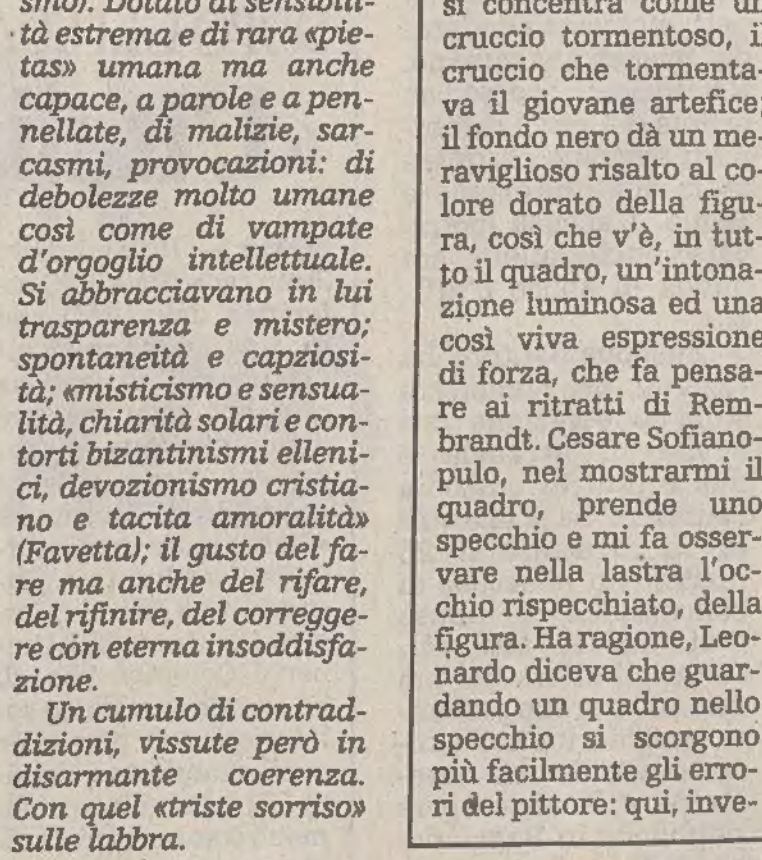 smo). Dotato di sensibili-
tà estrema e di rara «pie-
tas» umana ma anche
capace, a parole e a pen-
nellate, di malizie, sar-
casmi, provocazioni: di
debolezze molto umane
così come di vampate
d'orgoglio intellettuale.
Si abbracciavano in lui
trasparenza e mistero;
spontaneità e capziosi-
tà; «misticismo e sensua-
lità, chiarità solari e con-
torti bizantinismi elleni-
ci, devozionismo cristia-
no e tacita amoralità»
(Favetta); il gusto del fa-
re ma anche del rifare,
del rifinire, del corregge-
re con eterna insoddisfa-
zione.
Un cumulo di contrad-
dizioni, vissute però in
disarmante coerenza.
Con quel «triste sorriso»
sulle labbra.
si concentra come un
cruccio tormentoso, il
cruccio che tormenta-
va il giovane artefice;
il fondo nero dà un me-
raviglioso risalto al co-
lore dorato della figu-
ra, così che v'è, in tut-
to il quadro, un'intona-
zione luminosa ed una
così viva espressione
di forza, che fa pensa-
re ai ritratti di Rem-
brandt. Cesare Sofiano-
pulo, nel mostrarmi il
quadro, prende uno
specchio e mi fa osser-
vare nella lastra l'oc-
chio rispecchiato, della
figura. Ha ragione, Leo-
nardo diceva che guar-
dando un quadro nello
specchio si scorgono
più facilmente gli erro-
ri del pittore: qui, inve-